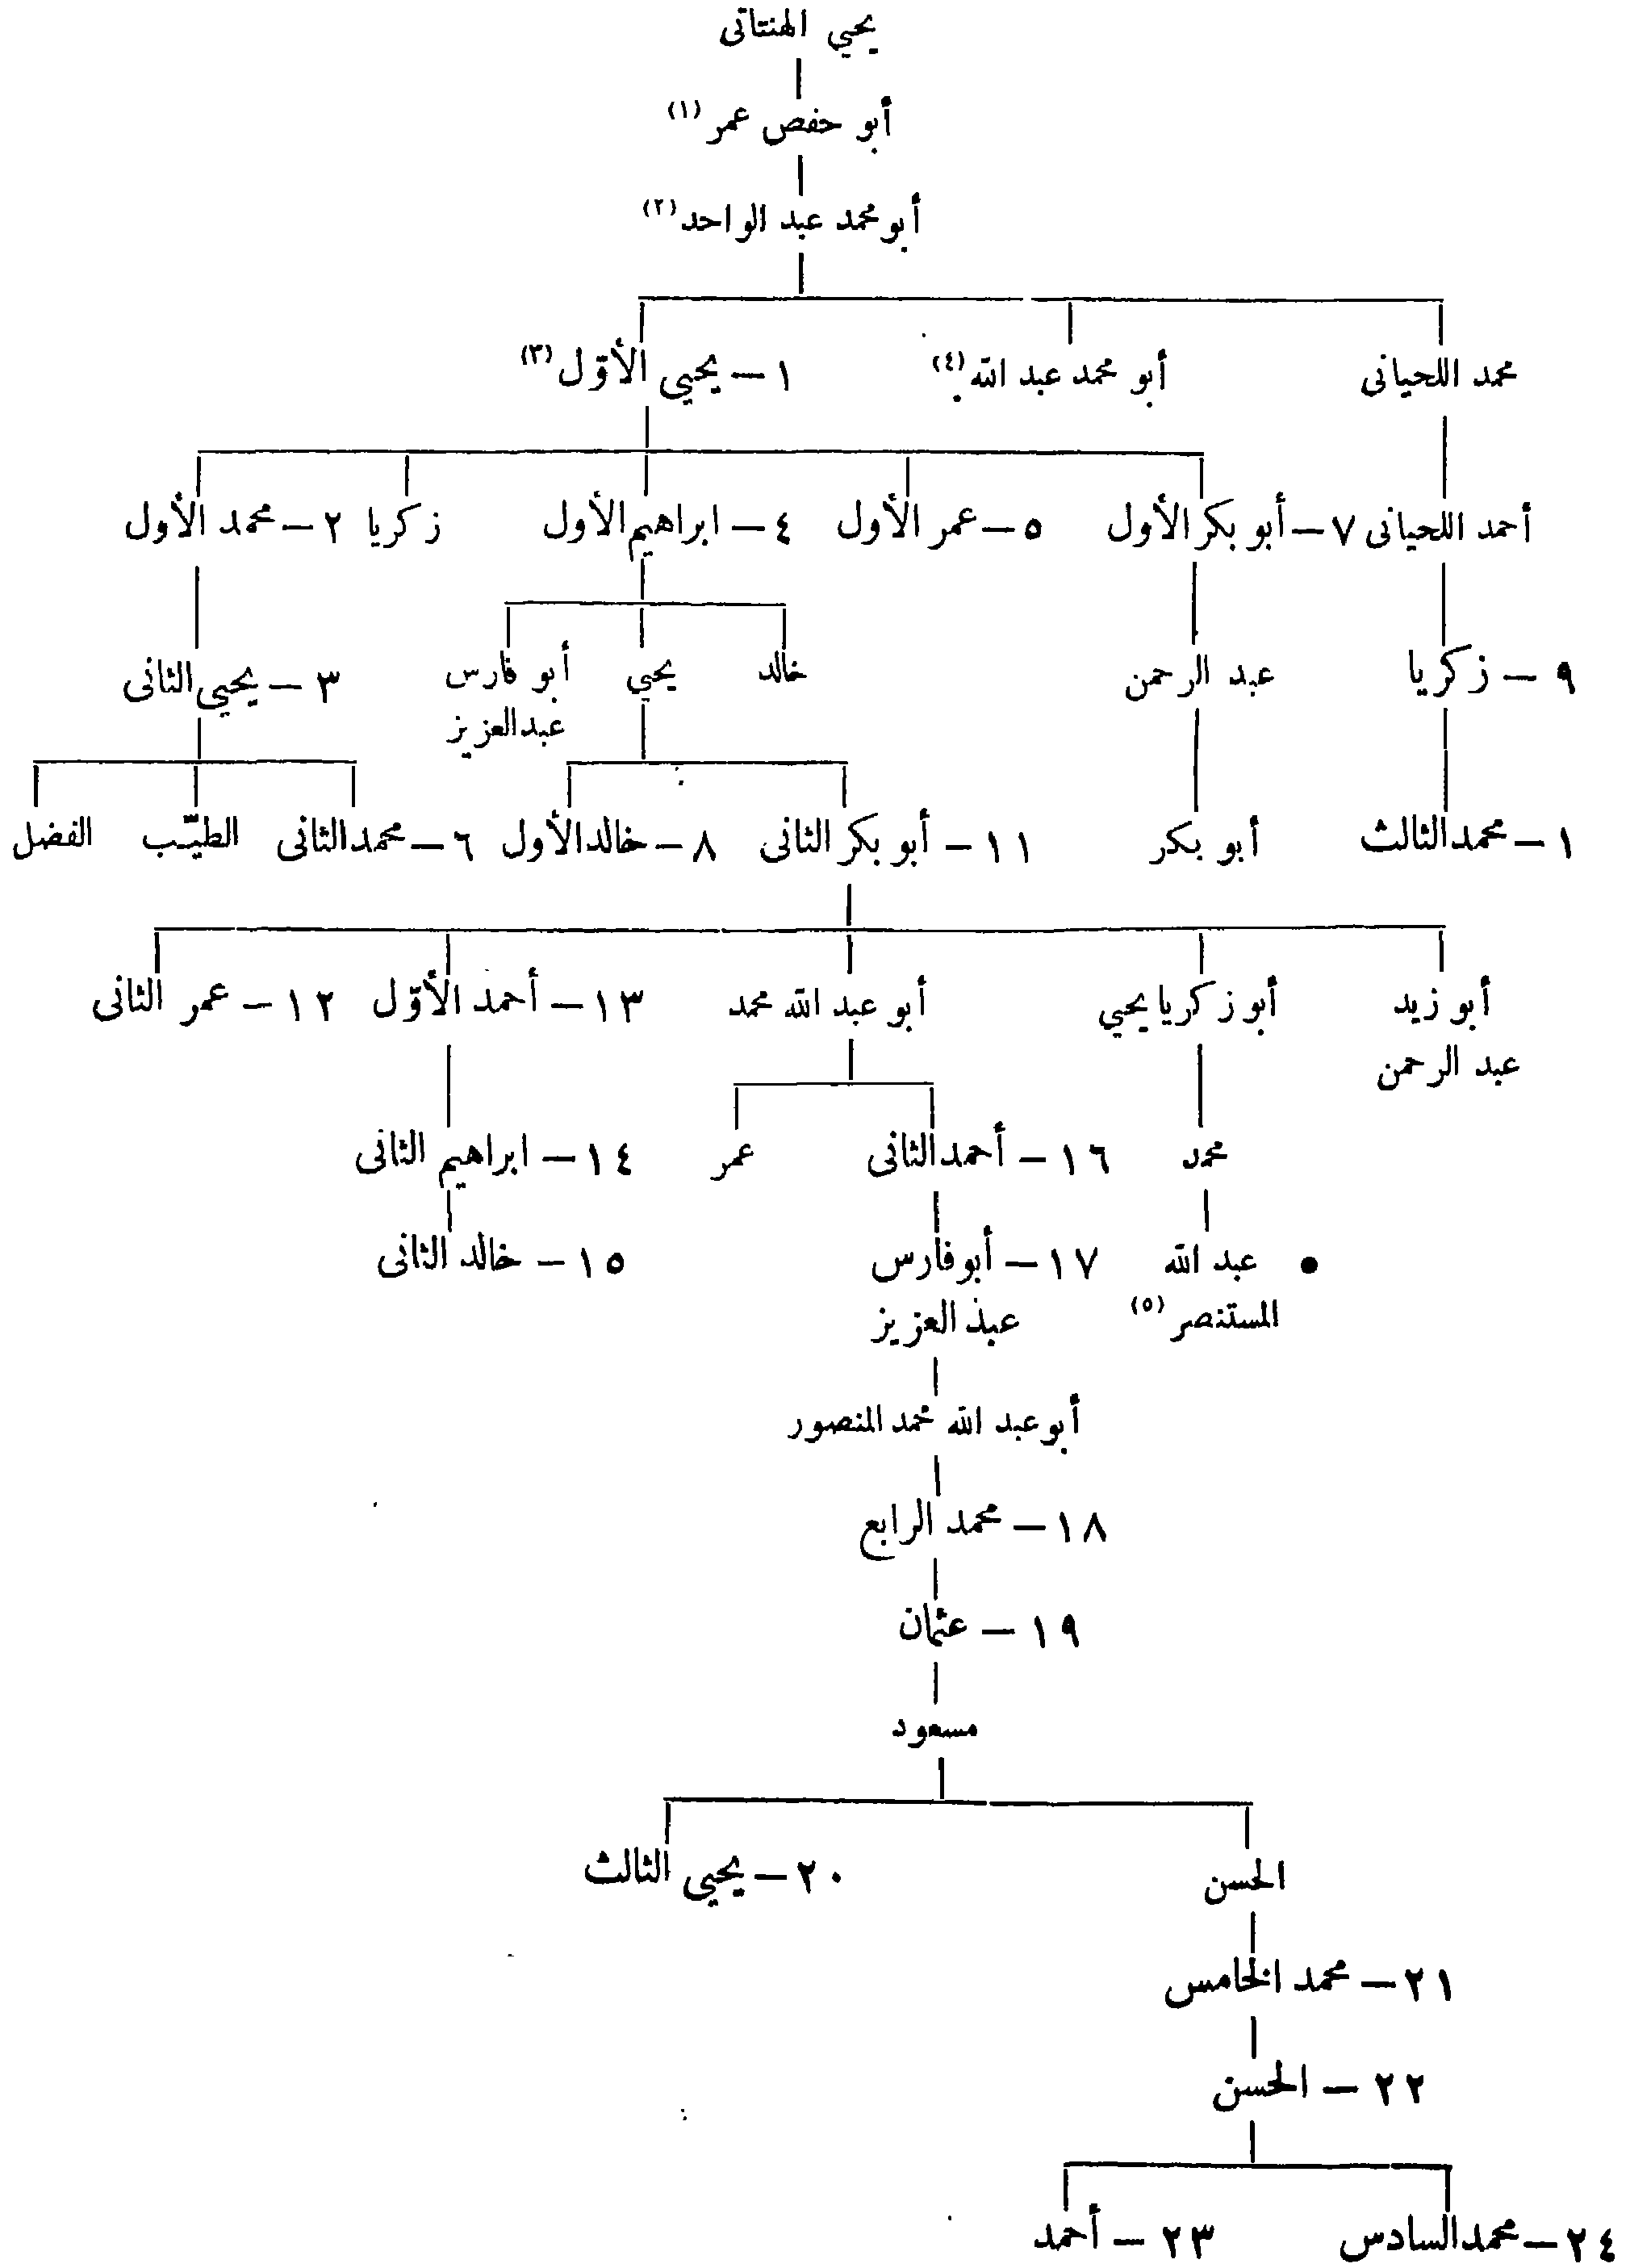 يحيي الهنتاتى
أبو حفص عمر (١)
أبو محمد عبد الواحد (٢)
محمد اللحيانى
أبو محمد عبد الله (٤)
١ – يحيي الأوّل (٣)
أحمد اللحيانى
٧ – أبو بكر الأول
٥ – عمر الأول
٤ – ابراهيم الأول
زكريا
٢ – محمد الأول
٩ – زكريا
عبد الرحمن
خالد
يحيي
أبو فارس
عبد العزيز
٣ – يحيي الثانى
١ – محمد الثالث
أبو بكر
١١ – أبو بكر الثانى
٨ – خالد الأول
٦ – محمد الثانى
الطيّب
الفضل
أبو زيد
عبد الرحمن
أبو زكريا يحيي
أبو عبد الله محمد
١٣ – أحمد الأوّل
١٢ – عمر الثانى
محمد
١٦ – أحمد الثانى
عمر
١٤ – ابراهيم الثانى
• عبد الله
المستنصر (٥)
١٧ – أبو فارس
عبد العزيز
١٥ – خالد الثانى
أبو عبد الله محمد المنصور
١٨ – محمد الرابع
١٩ – عثمان
مسعود
الحسن
٢٠ – يحيي الثالث
٢١ – محمد الخامس
٢٢ – الحسن
٢٤ – محمد السادس
٢٣ – أحمد